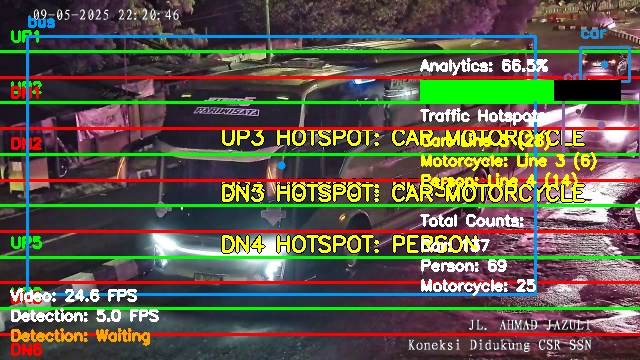 09-05-2025 22:20:46
bus
car
UP1
Analytics: 66.5%
PARIWISATA
Traffic Hotspots
UP3 HOTSPOT: CAR MOTORCYCLE
DN2
Motorcycle: Line 3 (6)
Person: Line 4 (14)
DN3 HOTSPOT: CAR MOTORCYCLE
Total Counts:
UP5
DN4 HOTSPOT: PERSON
Person: 69
Motorcycle: 25
Video: 24.6 FPS
Detection: 5.0 FPS
Detection: Waiting
DN6
JL. AHMAD JAZULI
Koneksi Didukung CSR SSN